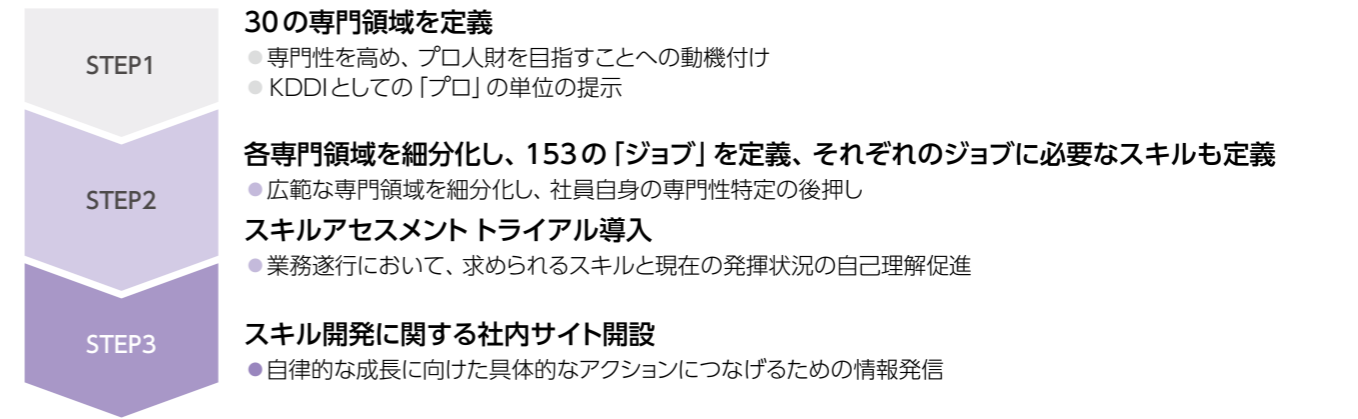 STEP1
30の専門領域を定義
●専門性を高め、プロ人財を目指すことへの動機付け
●KDDIとしての「プロ」の単位の提示
STEP2
各専門領域を細分化し、153の「ジョブ」を定義、それぞれのジョブに必要なスキルも定義
●広範な専門領域を細分化し、社員自身の専門性特定の後押し
スキルアセスメント トライアル導入
●業務遂行において、求められるスキルと現在の発揮状況の自己理解促進
STEP3
スキル開発に関する社内サイト開設
●自律的な成長に向けた具体的なアクションにつなげるための情報発信